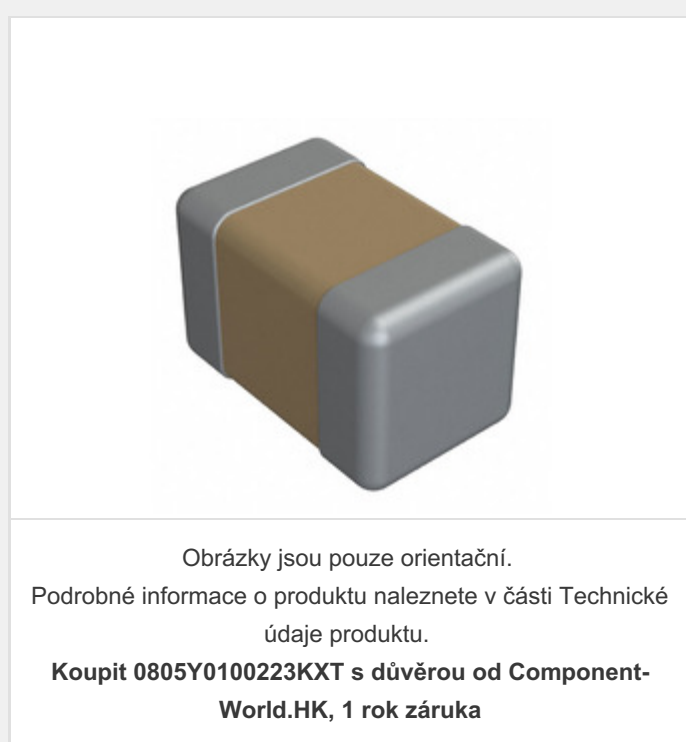 Obrázky jsou pouze orientační.
Podrobné informace o produktu naleznete v části Technické
údaje produktu.
Koupit 0805Y0100223KXT s důvěrou od Component-
World.HK, 1 rok záruka